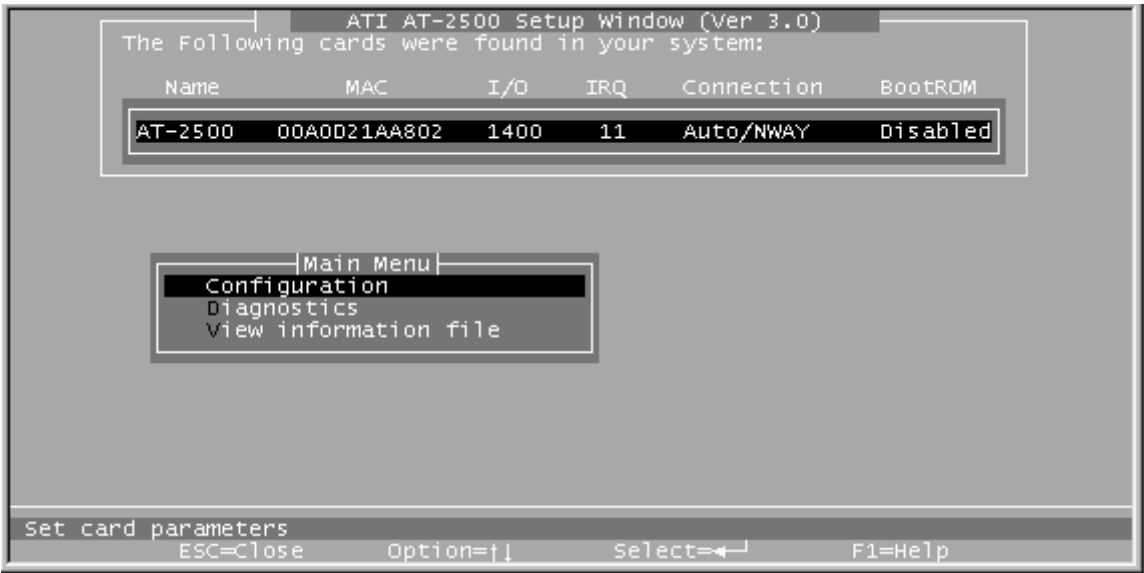 ATI AT-2500 Setup Window (Ver 3.0)
The Following cards were found in your system:
Name MAC I/O IRQ Connection BootROM
AT-2500 00A0D21AA802 1400 11 Auto/NWAY Disabled
Main Menu
Configuration
Diagnostics
View information file
Set card parameters
ESC=Close Option=↑↓ Select=◄┘ F1=Help